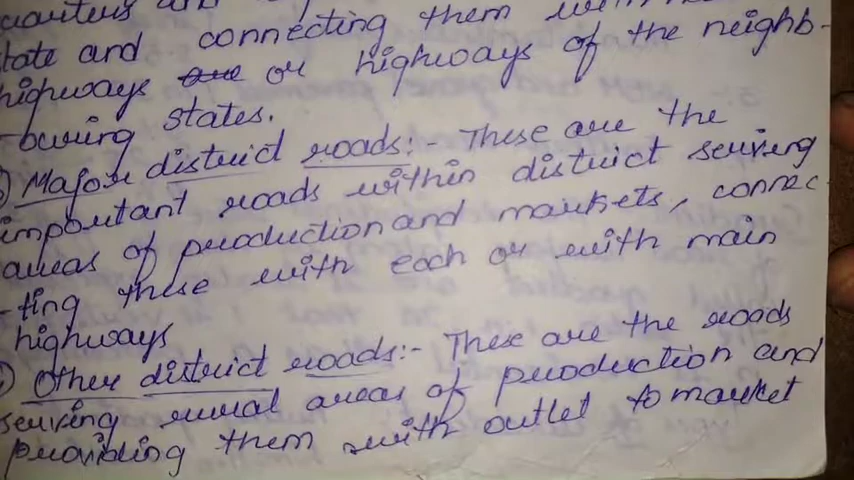 state and connecting them with
highways or highways of the neighb-
-ouring states.
Major district roads:- These are the
important roads within district serving
areas of production and markets, connec-
-ting these with each or with main
highways
Other district roads:- These are the roads
serving rural areas of production and
providing them with outlet to market